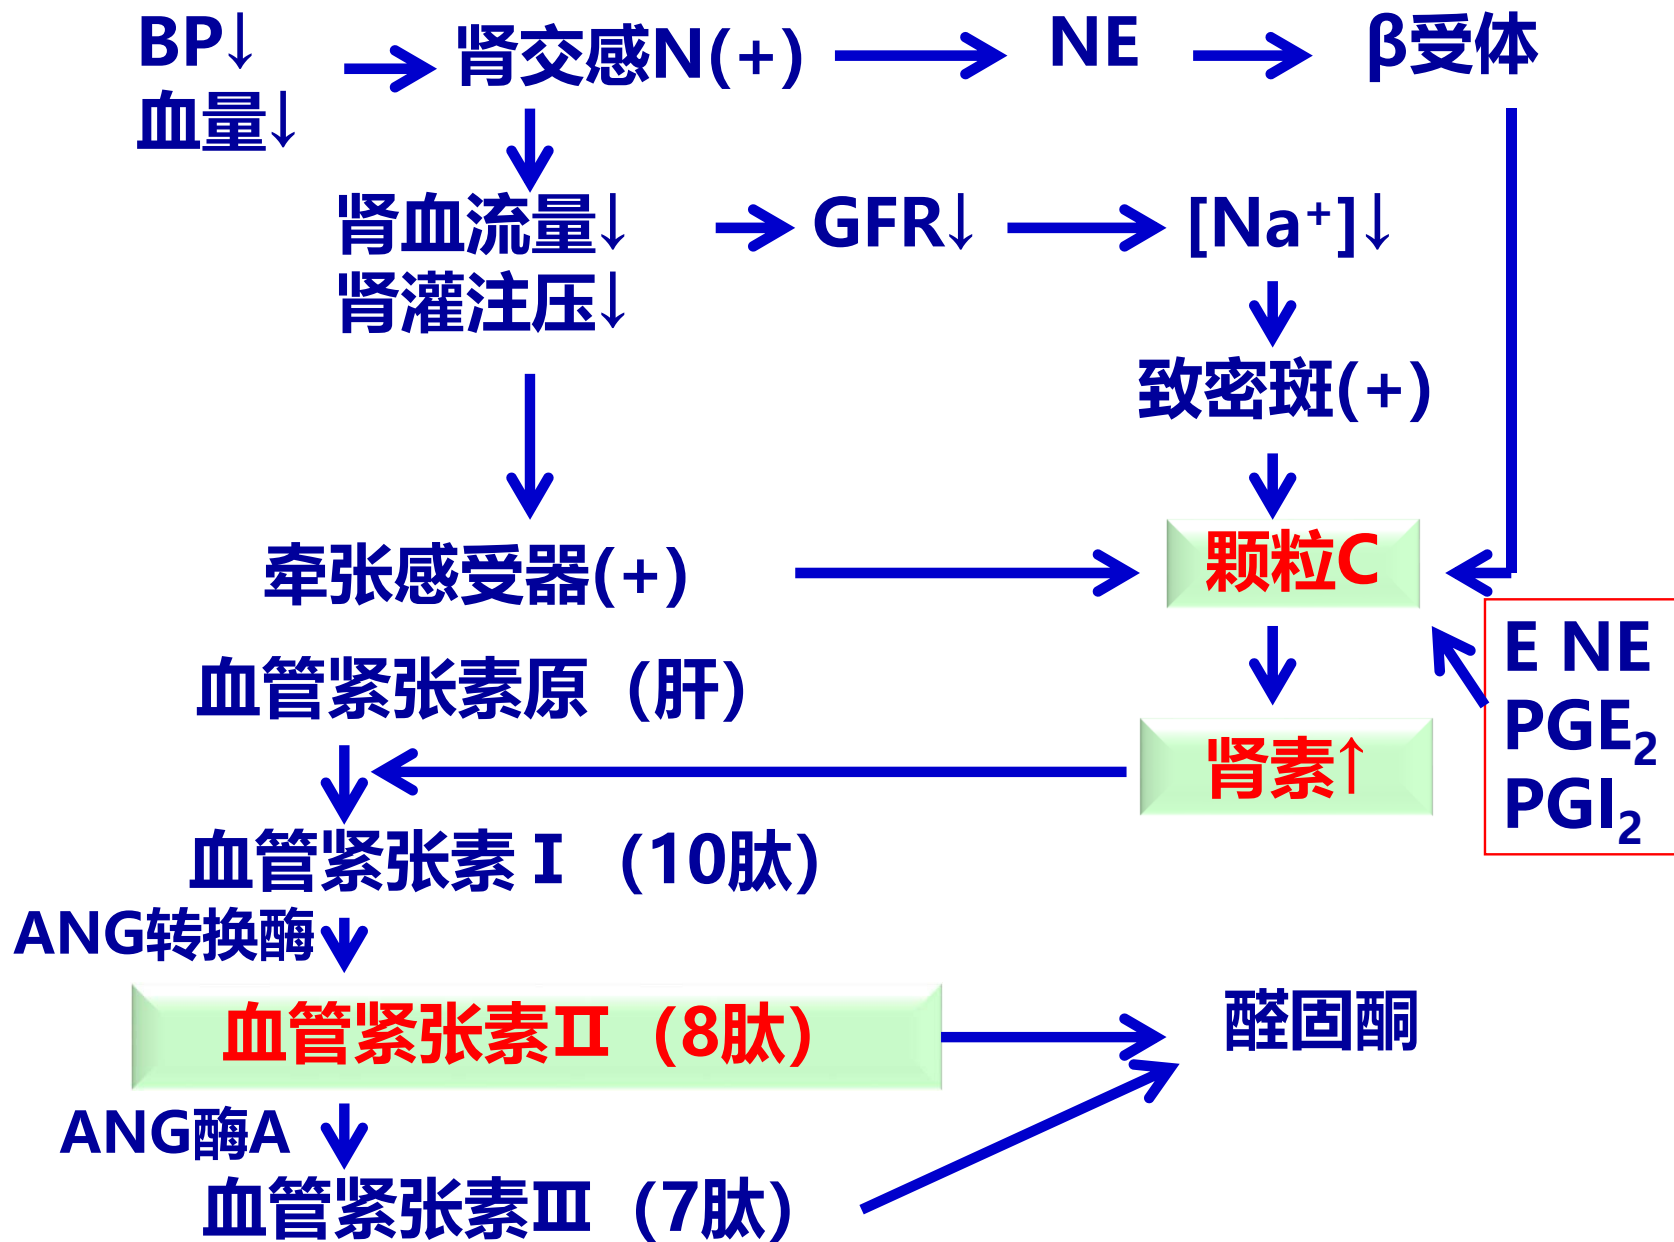 BP↓
血量↓
肾交感N(+)
NE
β受体
肾血流量↓
肾灌注压↓
GFR↓
[Na⁺]↓
致密斑(+)
牵张感受器(+)
颗粒C
E NE
PGE₂
PGI₂
血管紧张素原（肝）
肾素↑
血管紧张素Ⅰ（10肽）
ANG转换酶
血管紧张素Ⅱ（8肽）
醛固酮
ANG酶A
血管紧张素Ⅲ（7肽）